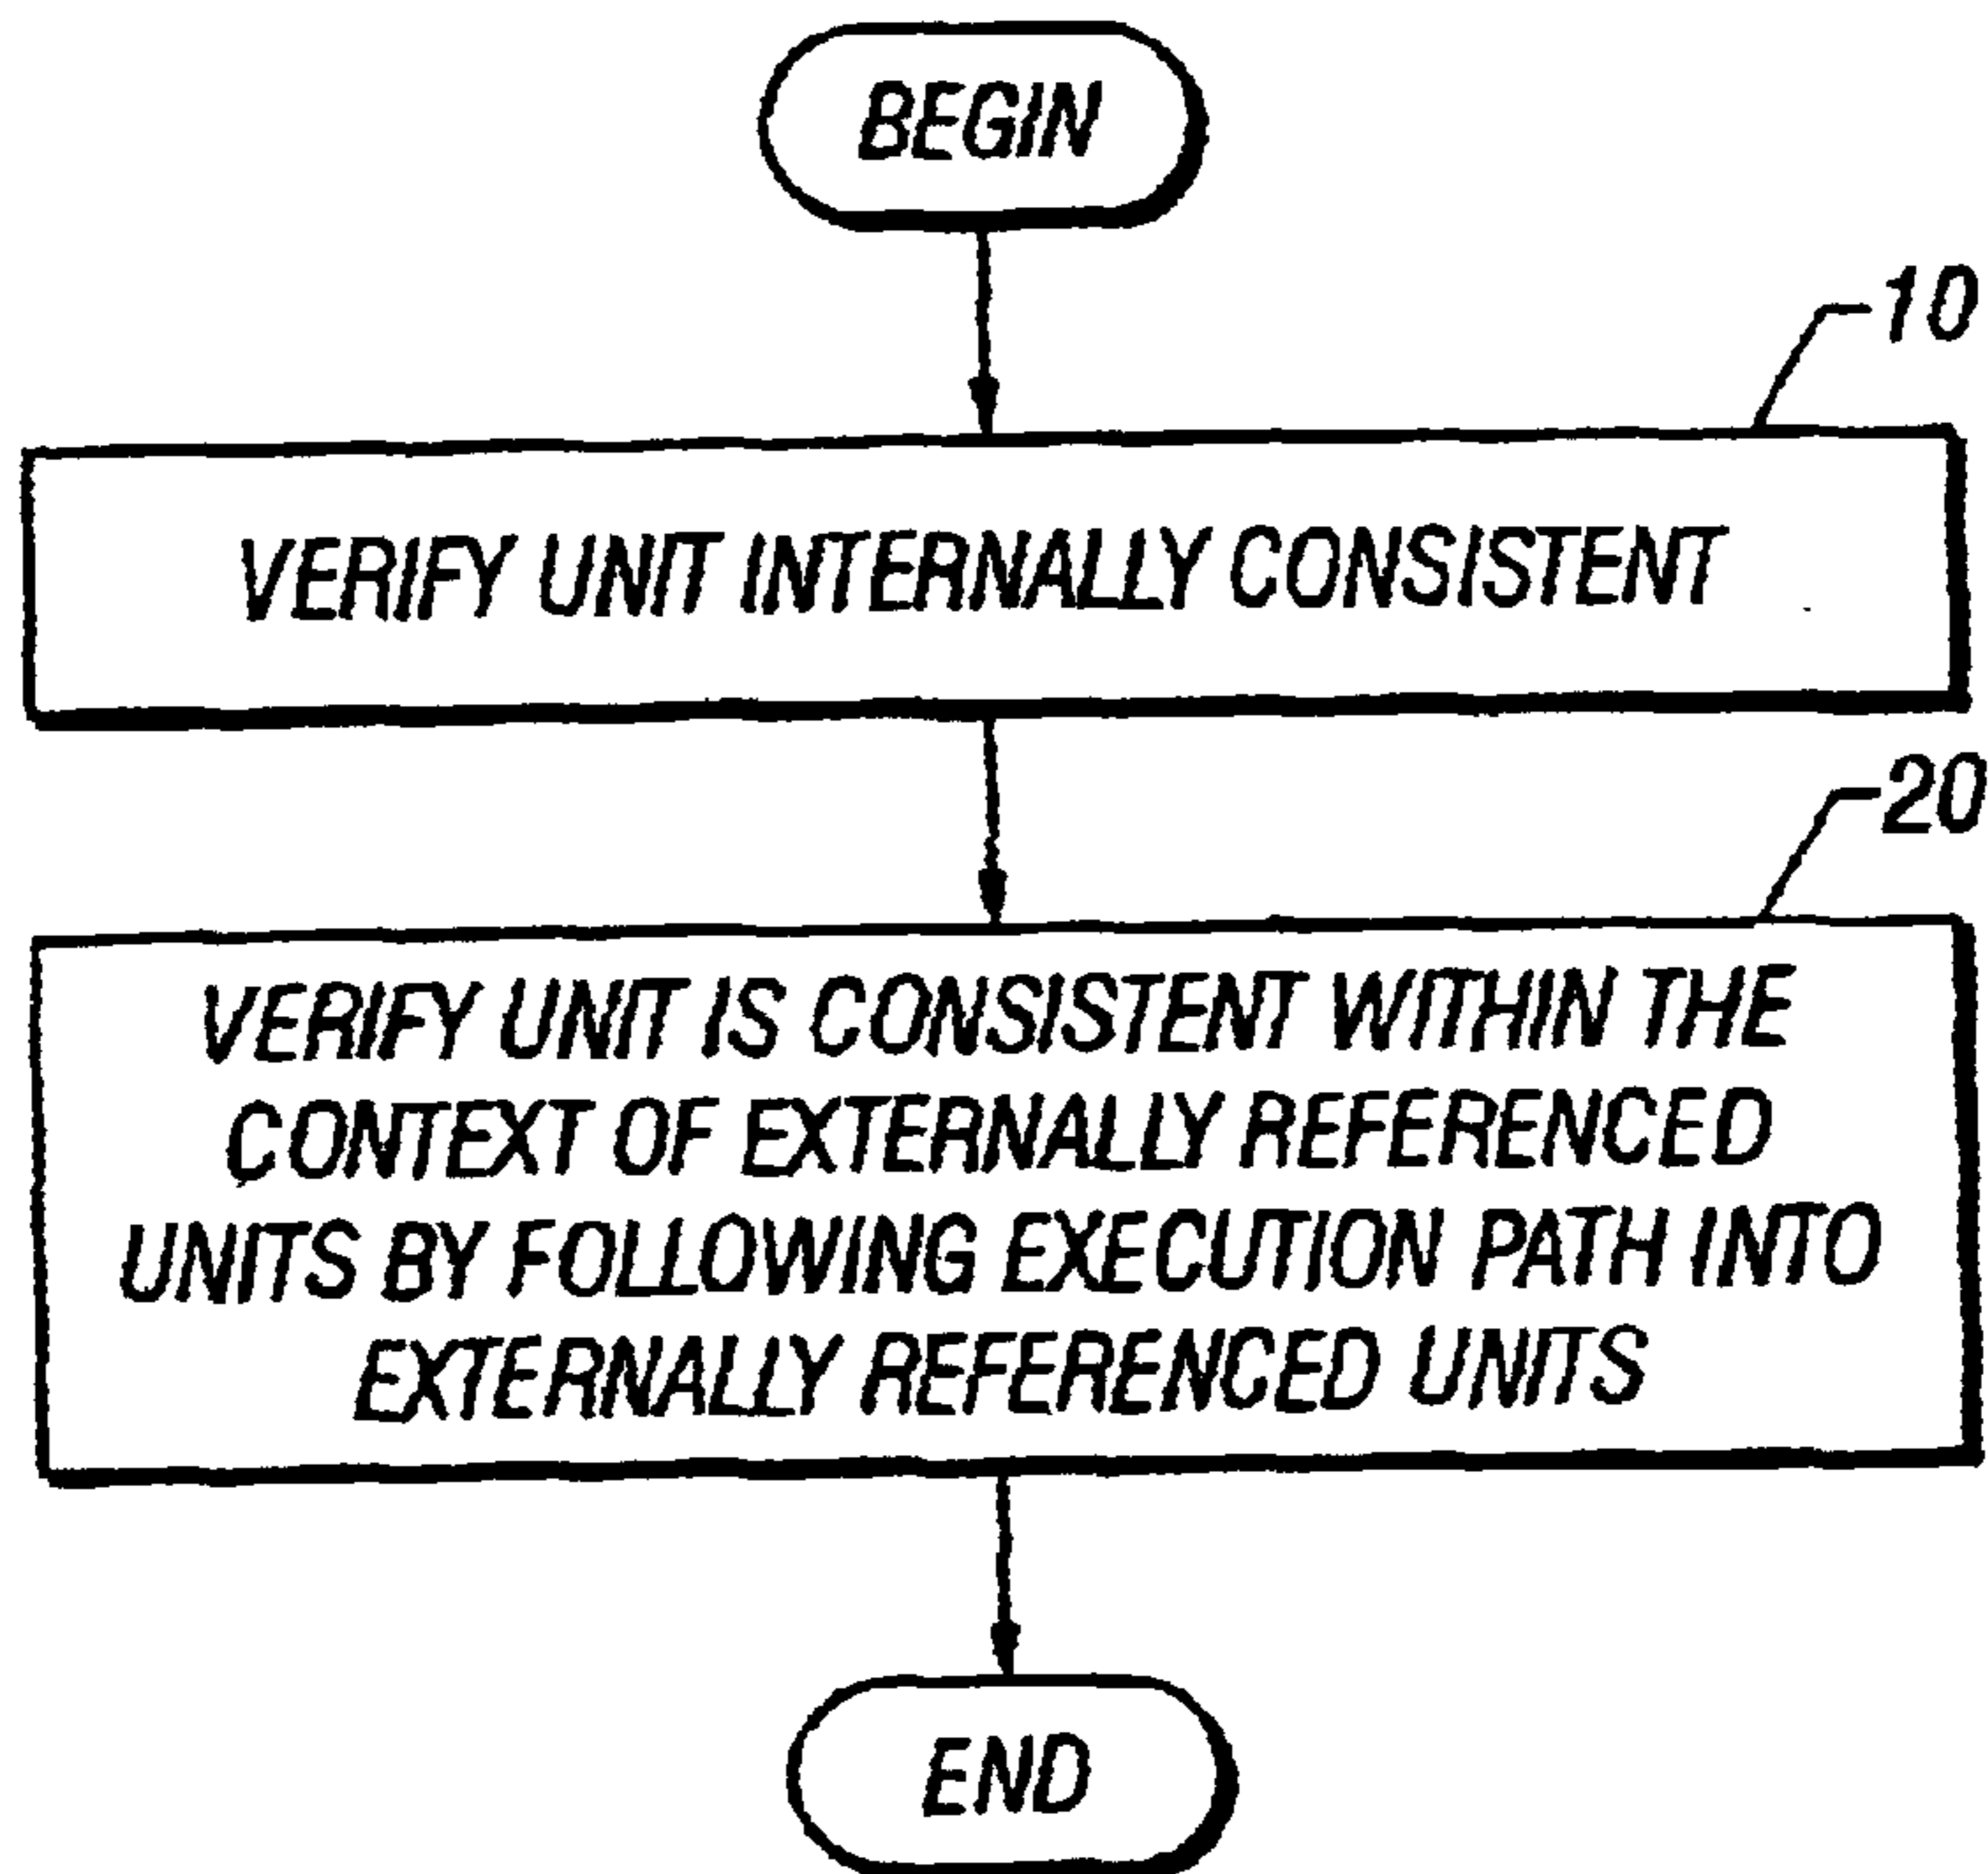 BEGIN
10
VERIFY UNIT INTERNALLY CONSISTENT
20
VERIFY UNIT IS CONSISTENT WITHIN THE
CONTEXT OF EXTERNALLY REFERENCED
UNITS BY FOLLOWING EXECUTION PATH INTO
EXTERNALLY REFERENCED UNITS
END